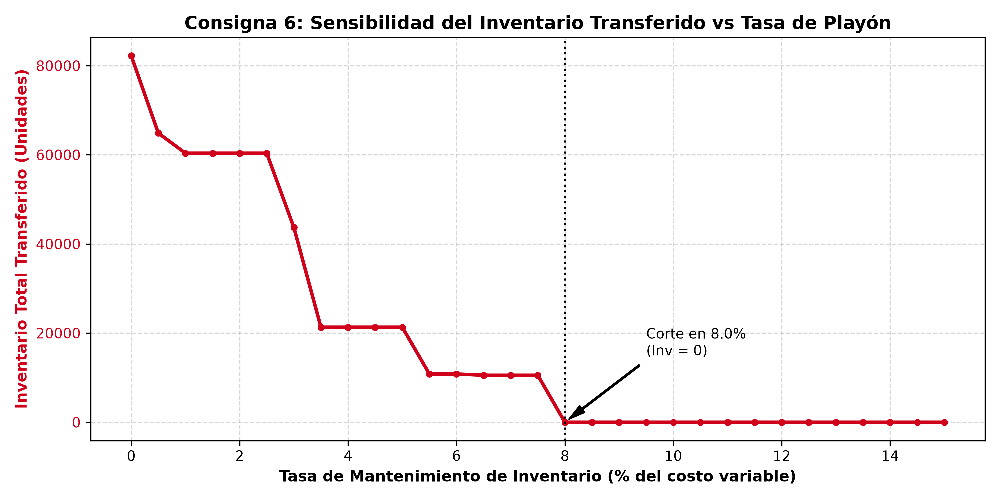 Consigna 6: Sensibilidad del Inventario Transferido vs Tasa de Playón
Inventario Total Transferido (Unidades)
80000
60000
40000
20000
0
Corte en 8.0%
(Inv = 0)
0 2 4 6 8 10 12 14
Tasa de Mantenimiento de Inventario (% del costo variable)